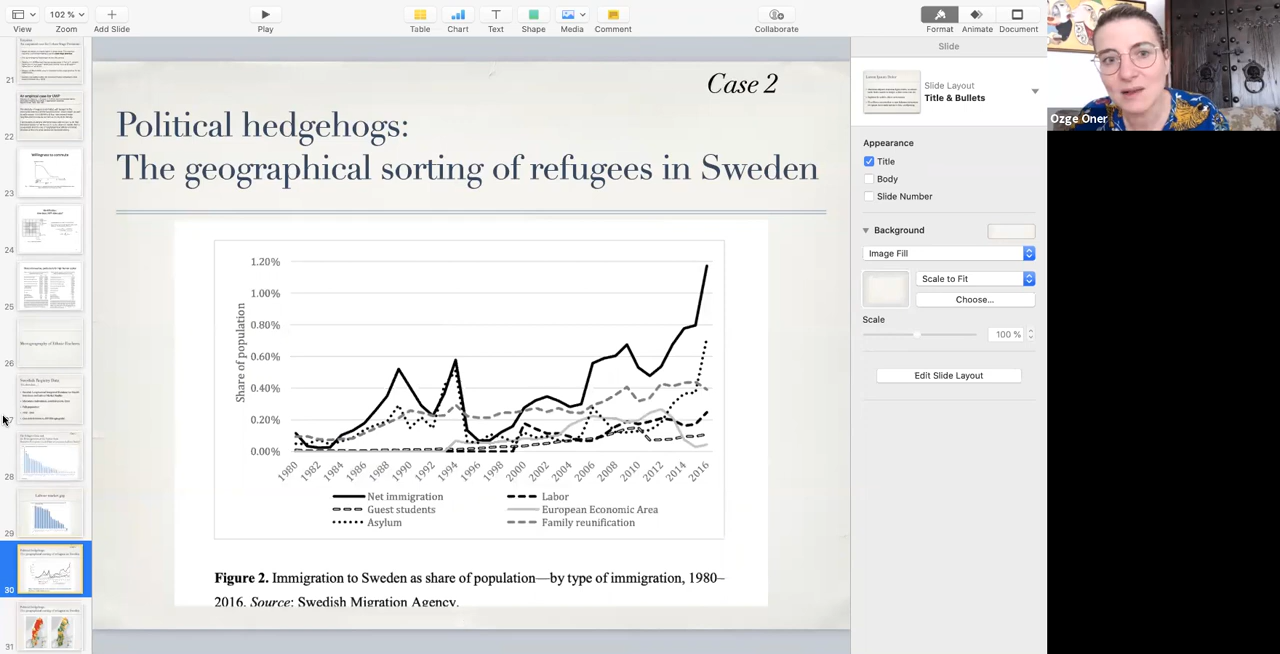 102 %
View
Zoom
Add Slide
Play
Table
Chart
Text
Shape
Media
Comment
Collaborate
Format
Animate
Document
21
22
23
24
25
26
28
29
30
31
Case 2
Political hedgehogs:
The geographical sorting of refugees in Sweden
Share of population
1.20%
1.00%
0.80%
0.60%
0.40%
0.20%
0.00%
1980
1982
1984
1986
1988
1990
1992
1994
1996
1998
2000
2002
2004
2006
2008
2010
2012
2014
2016
Net immigration
Labor
Guest students
European Economic Area
Asylum
Family reunification
Figure 2. Immigration to Sweden as share of population—by type of immigration, 1980–
2016. Source: Swedish Migration Agency.
Slide
Slide Layout
Title & Bullets
Appearance
Title
Body
Slide Number
Background
Image Fill
Scale to Fit
Choose...
Scale
100 %
Edit Slide Layout
Ozge Oner